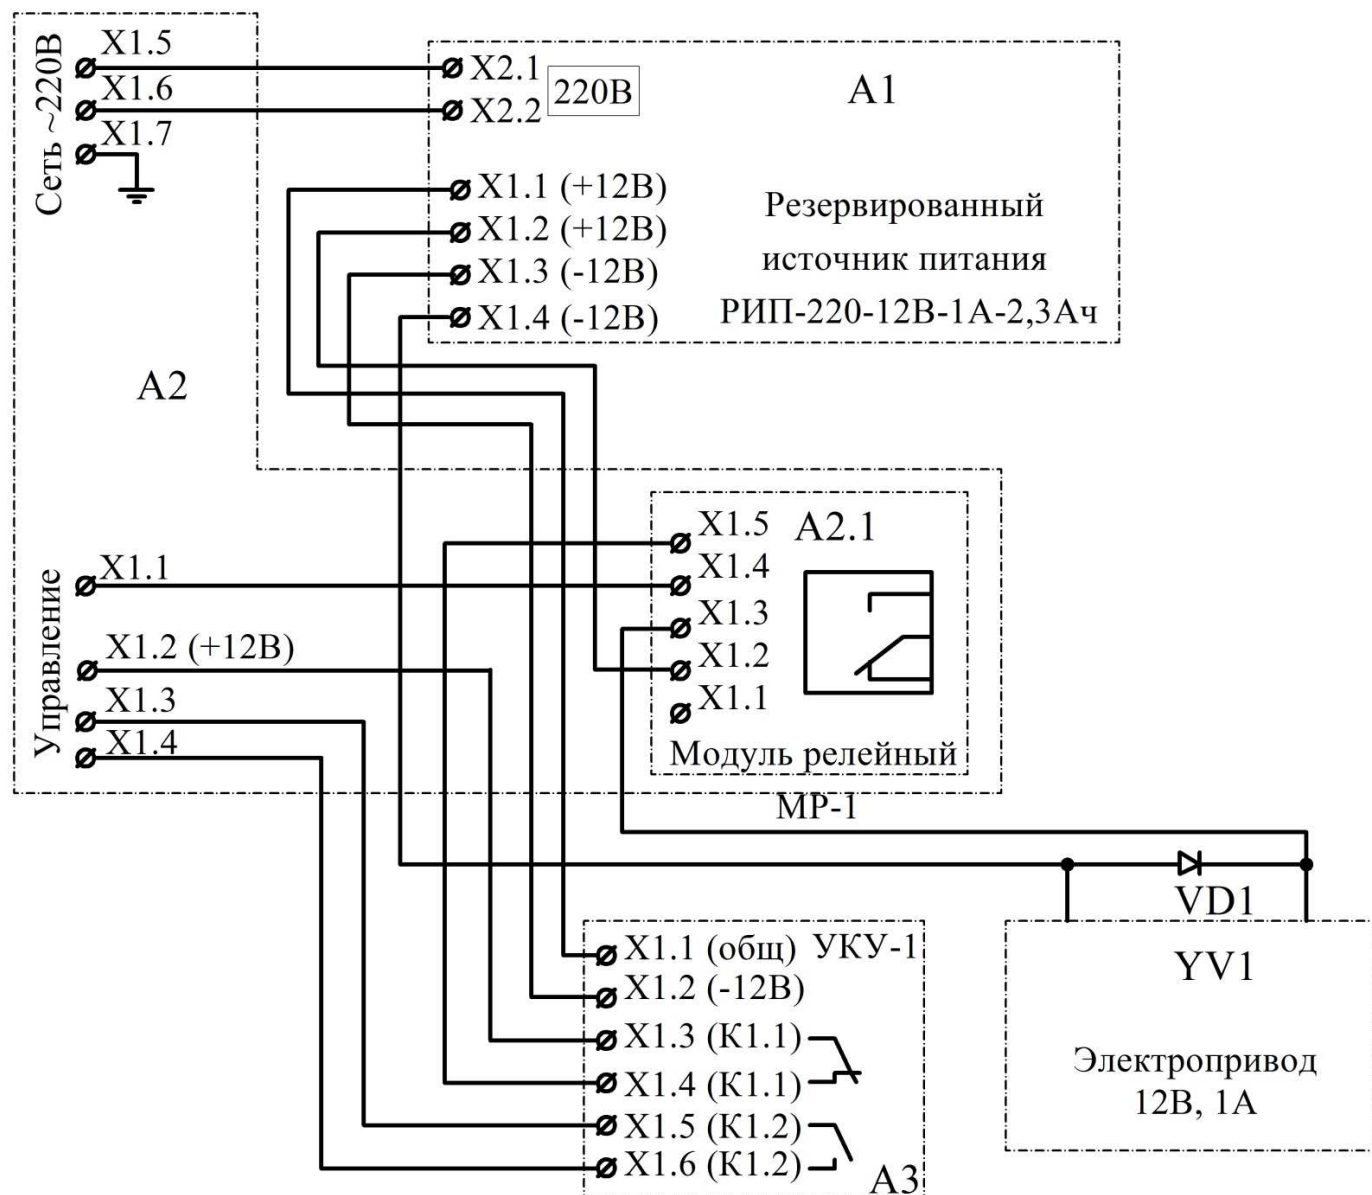 Сеть ~220В
X1.5
X1.6
X1.7
X2.1
X2.2
220В
А1
X1.1 (+12В)
X1.2 (+12В)
X1.3 (-12В)
X1.4 (-12В)
Резервированный
источник питания
РИП-220-12В-1А-2,3Ач
А2
Управление
X1.1
X1.2 (+12В)
X1.3
X1.4
X1.5
А2.1
X1.4
X1.3
X1.2
X1.1
Модуль релейный
МР-1
VD1
X1.1 (общ) УКУ-1
X1.2 (-12В)
X1.3 (К1.1)
X1.4 (К1.1)
X1.5 (К1.2)
X1.6 (К1.2)
А3
YV1
Электропривод
12В, 1А